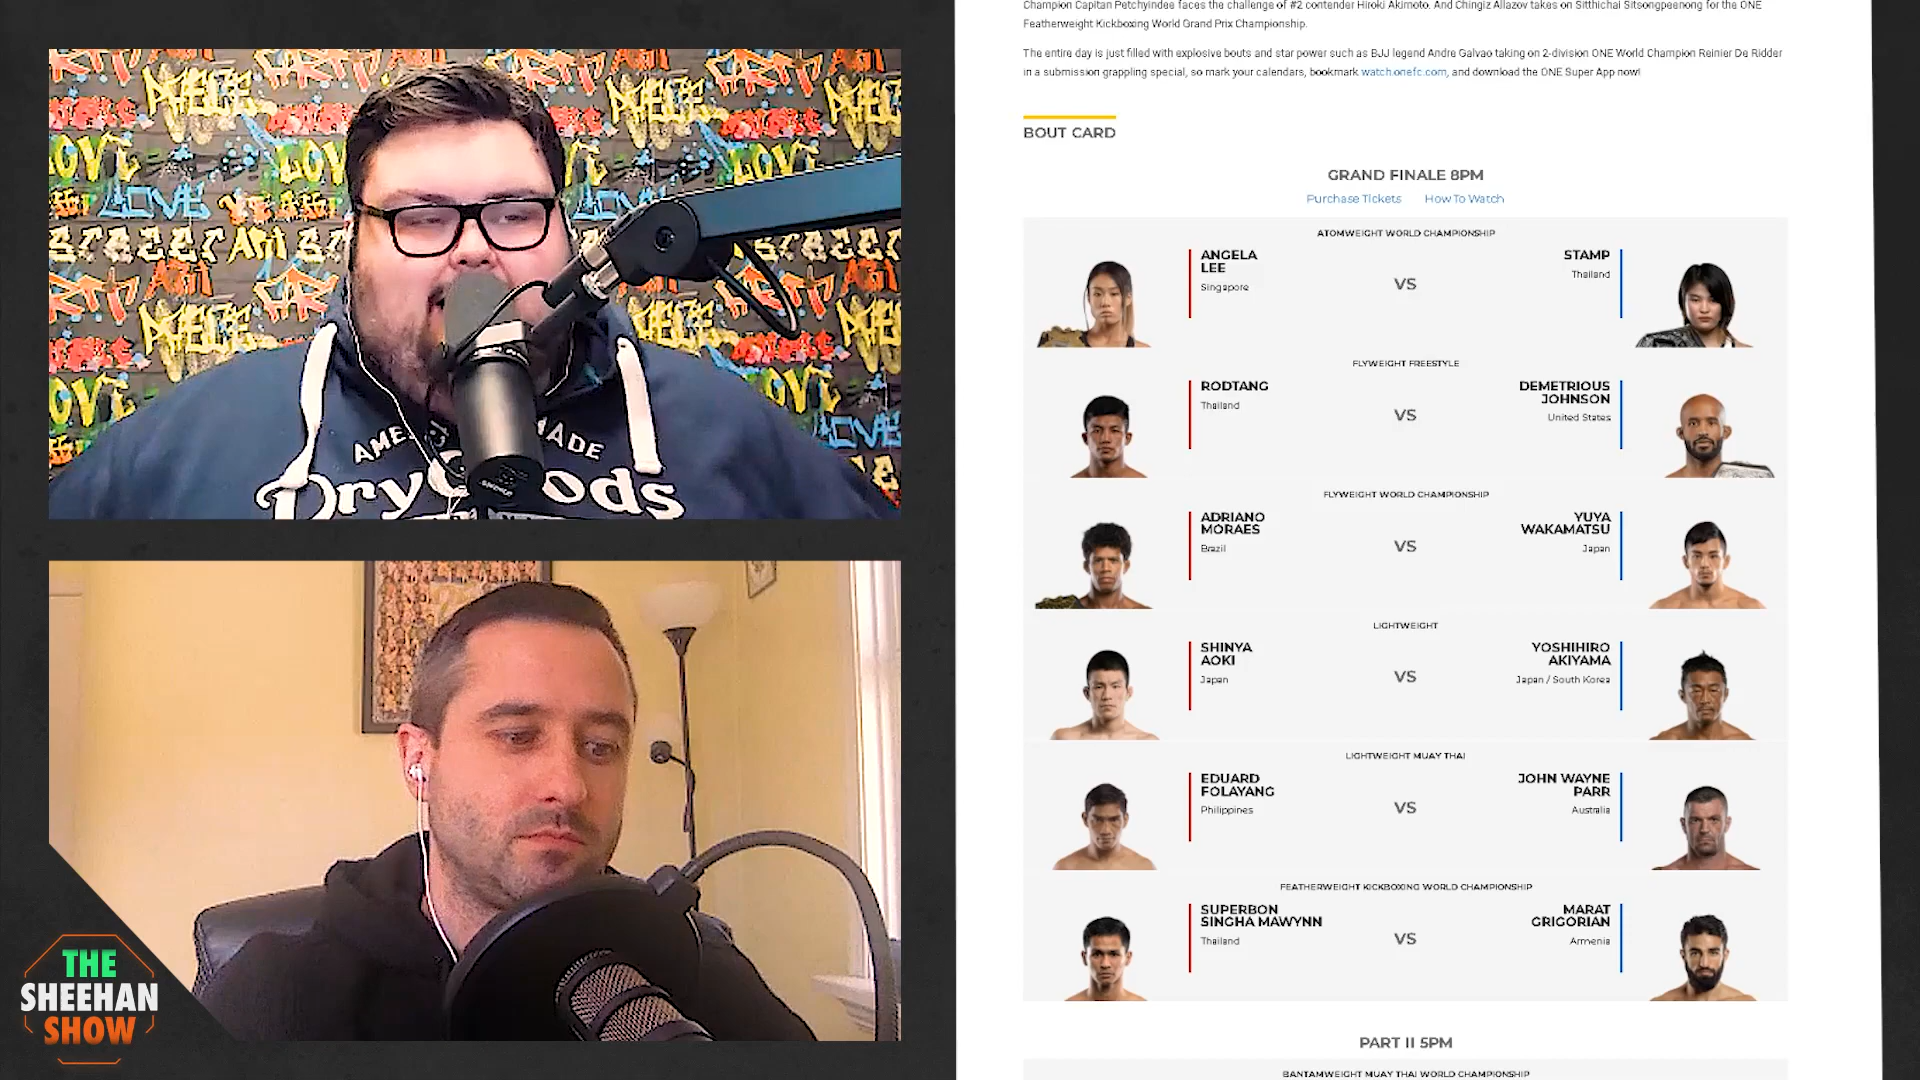 Champion Capitan Petchyindee faces the challenge of #2 contender Hiroki Akimoto. And Chingiz Allazov takes on Sitthichai Sitsongpeenong for the ONE
Featherweight Kickboxing World Grand Prix Championship.
The entire day is just filled with explosive bouts and star power such as BJJ legend Andre Galvao taking on 2-division ONE World Champion Reinier De Ridder
in a submission grappling special, so mark your calendars, bookmark watch.onefc.com, and download the ONE Super App now!
BOUT CARD
GRAND FINALE 8PM
Purchase Tickets How To Watch
ATOMWEIGHT WORLD CHAMPIONSHIP
ANGELA
LEE
Singapore
VS
STAMP
Thailand
FLYWEIGHT FREESTYLE
RODTANG
Thailand
VS
DEMETRIOUS
JOHNSON
United States
FLYWEIGHT WORLD CHAMPIONSHIP
ADRIANO
MORAES
Brazil
VS
YUYA
WAKAMATSU
Japan
LIGHTWEIGHT
SHINYA
AOKI
Japan
VS
YOSHIHIRO
AKIYAMA
Japan / South Korea
LIGHTWEIGHT MUAY THAI
EDUARD
FOLAYANG
Philippines
VS
JOHN WAYNE
PARR
Australia
FEATHERWEIGHT KICKBOXING WORLD CHAMPIONSHIP
SUPERBON
SINGHA MAWYNN
Thailand
VS
MARAT
GRIGORIAN
Armenia
PART II 5PM
BANTAMWEIGHT MUAY THAI WORLD CHAMPIONSHIP
LOVE
STREET ART
THE
SHEEHAN
SHOW